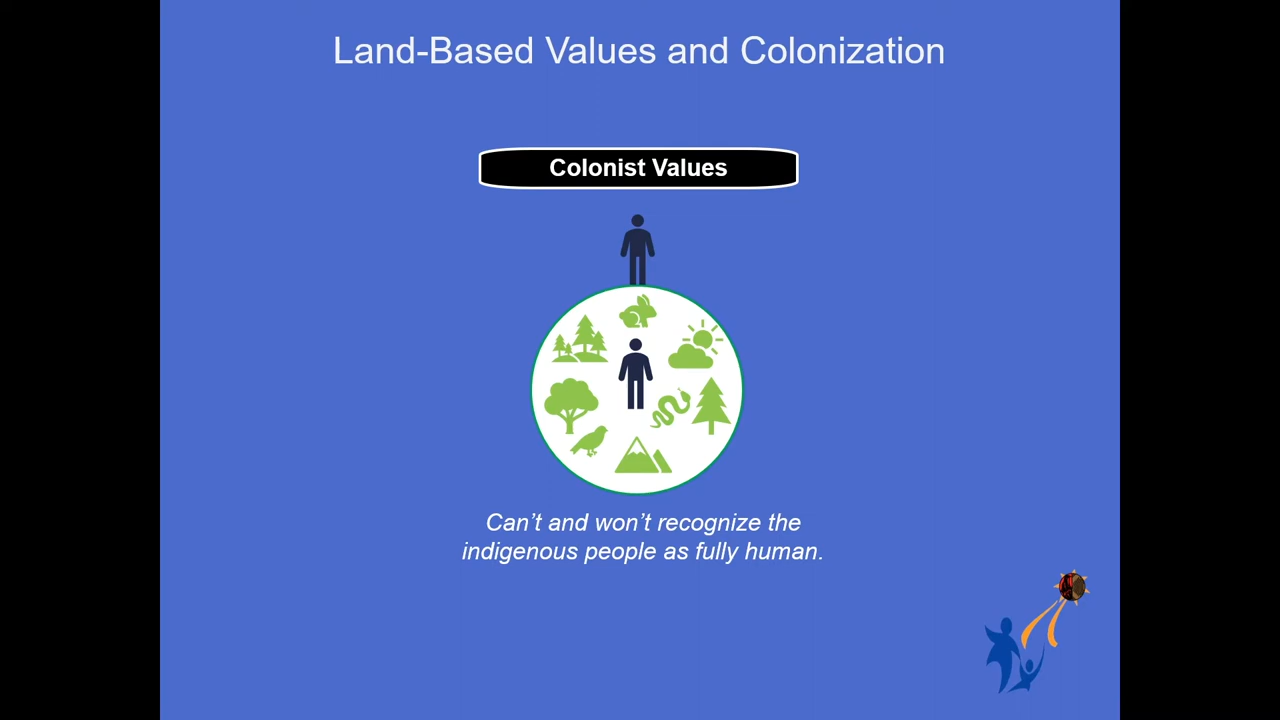 Land-Based Values and Colonization
Colonist Values
Can’t and won’t recognize the
indigenous people as fully human.